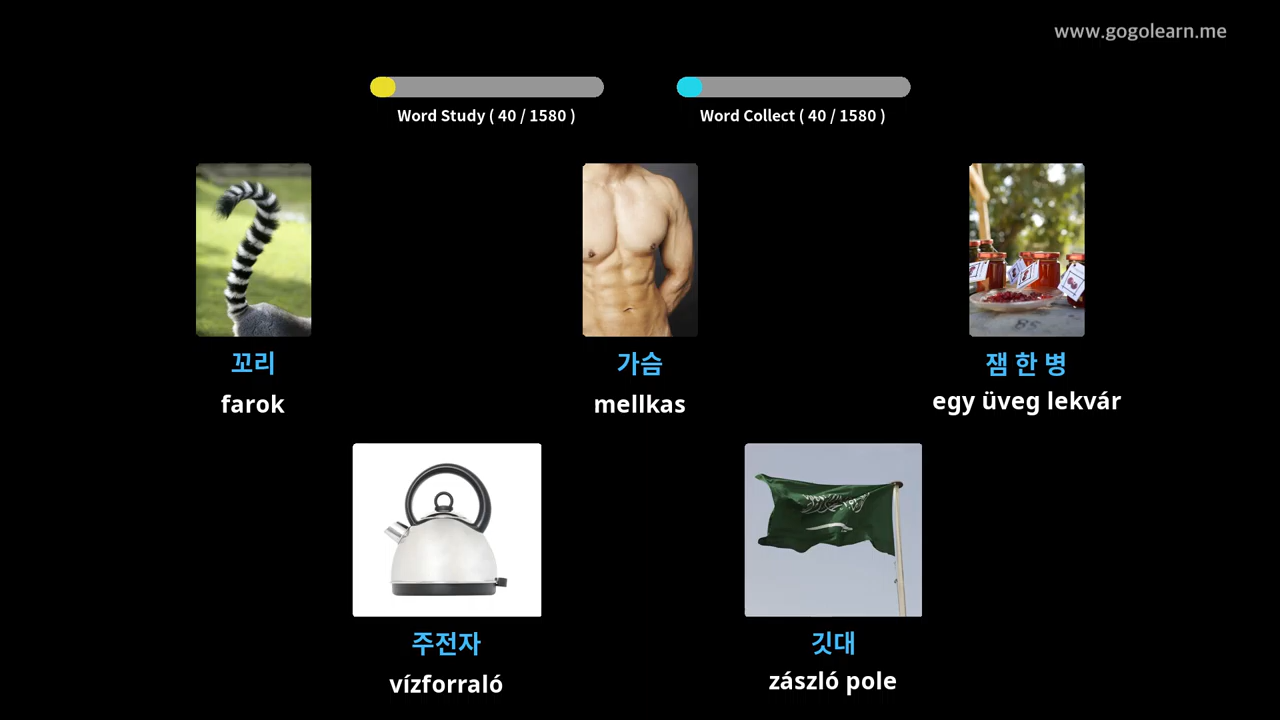 www.gogolearn.me
Word Study ( 40 / 1580 )
Word Collect ( 40 / 1580 )
꼬리
가슴
잼 한 병
farok
mellkas
egy üveg lekvár
주전자
깃대
vízforraló
zászló pole